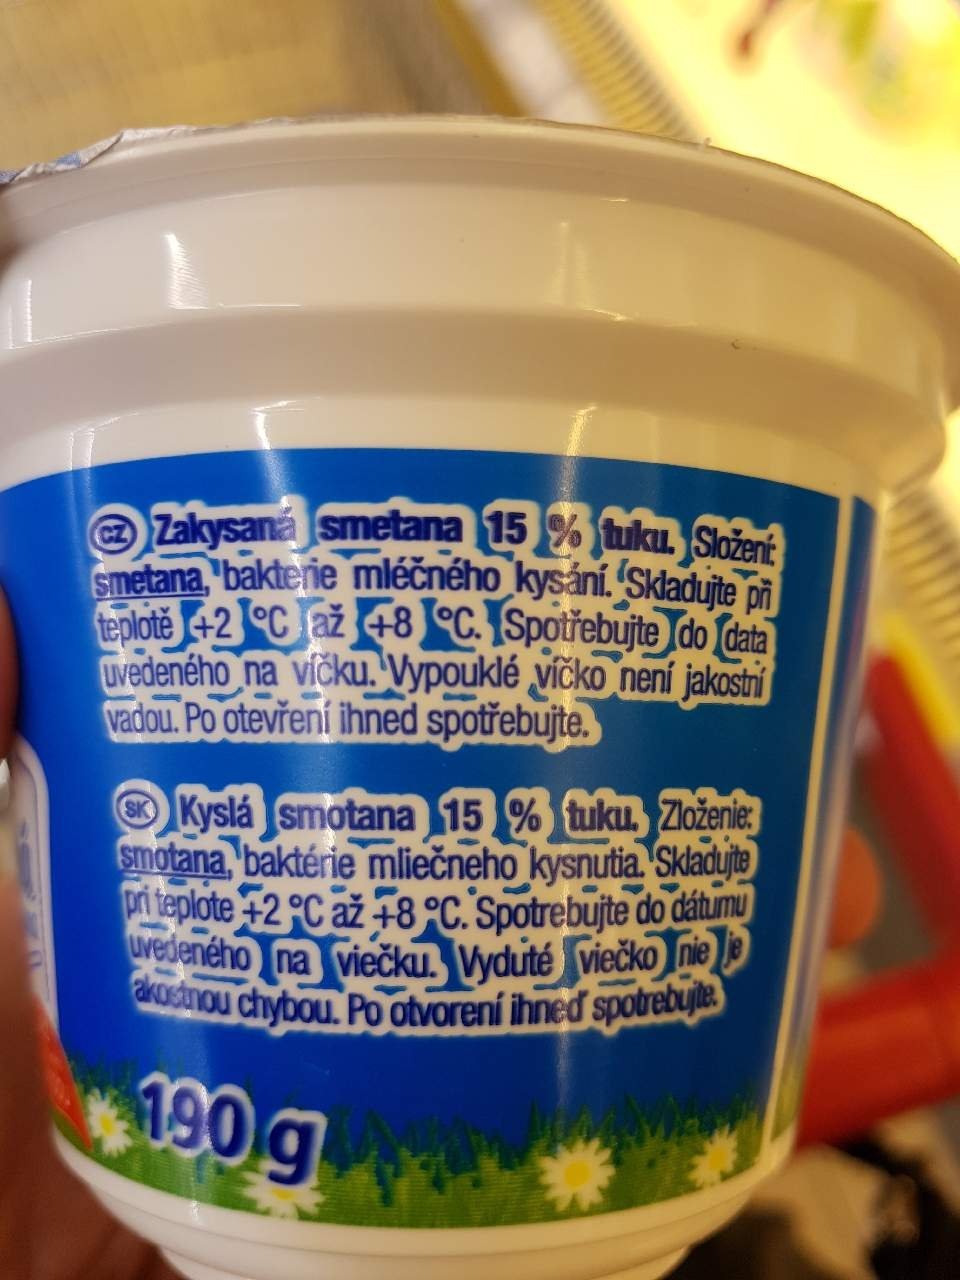 CZ Zakysaná smetana 15 % tuku. Složení:
smetana, bakterie mléčného kysání. Skladujte při
teplotě +2 °C až +8 °C. Spotřebujte do data
uvedeného na víčku. Vypouklé víčko není jakostní
vadou. Po otevření ihned spotřebujte.
SK Kyslá smotana 15 % tuku. Zloženie:
smotana, baktérie mliečneho kysnutia. Skladujte
pri teplote +2 °C až +8 °C. Spotrebujte do dátumu
uvedeného na viečku. Vyduté viečko nie je
akostnou chybou. Po otvorení ihneď spotrebujte.
190 g